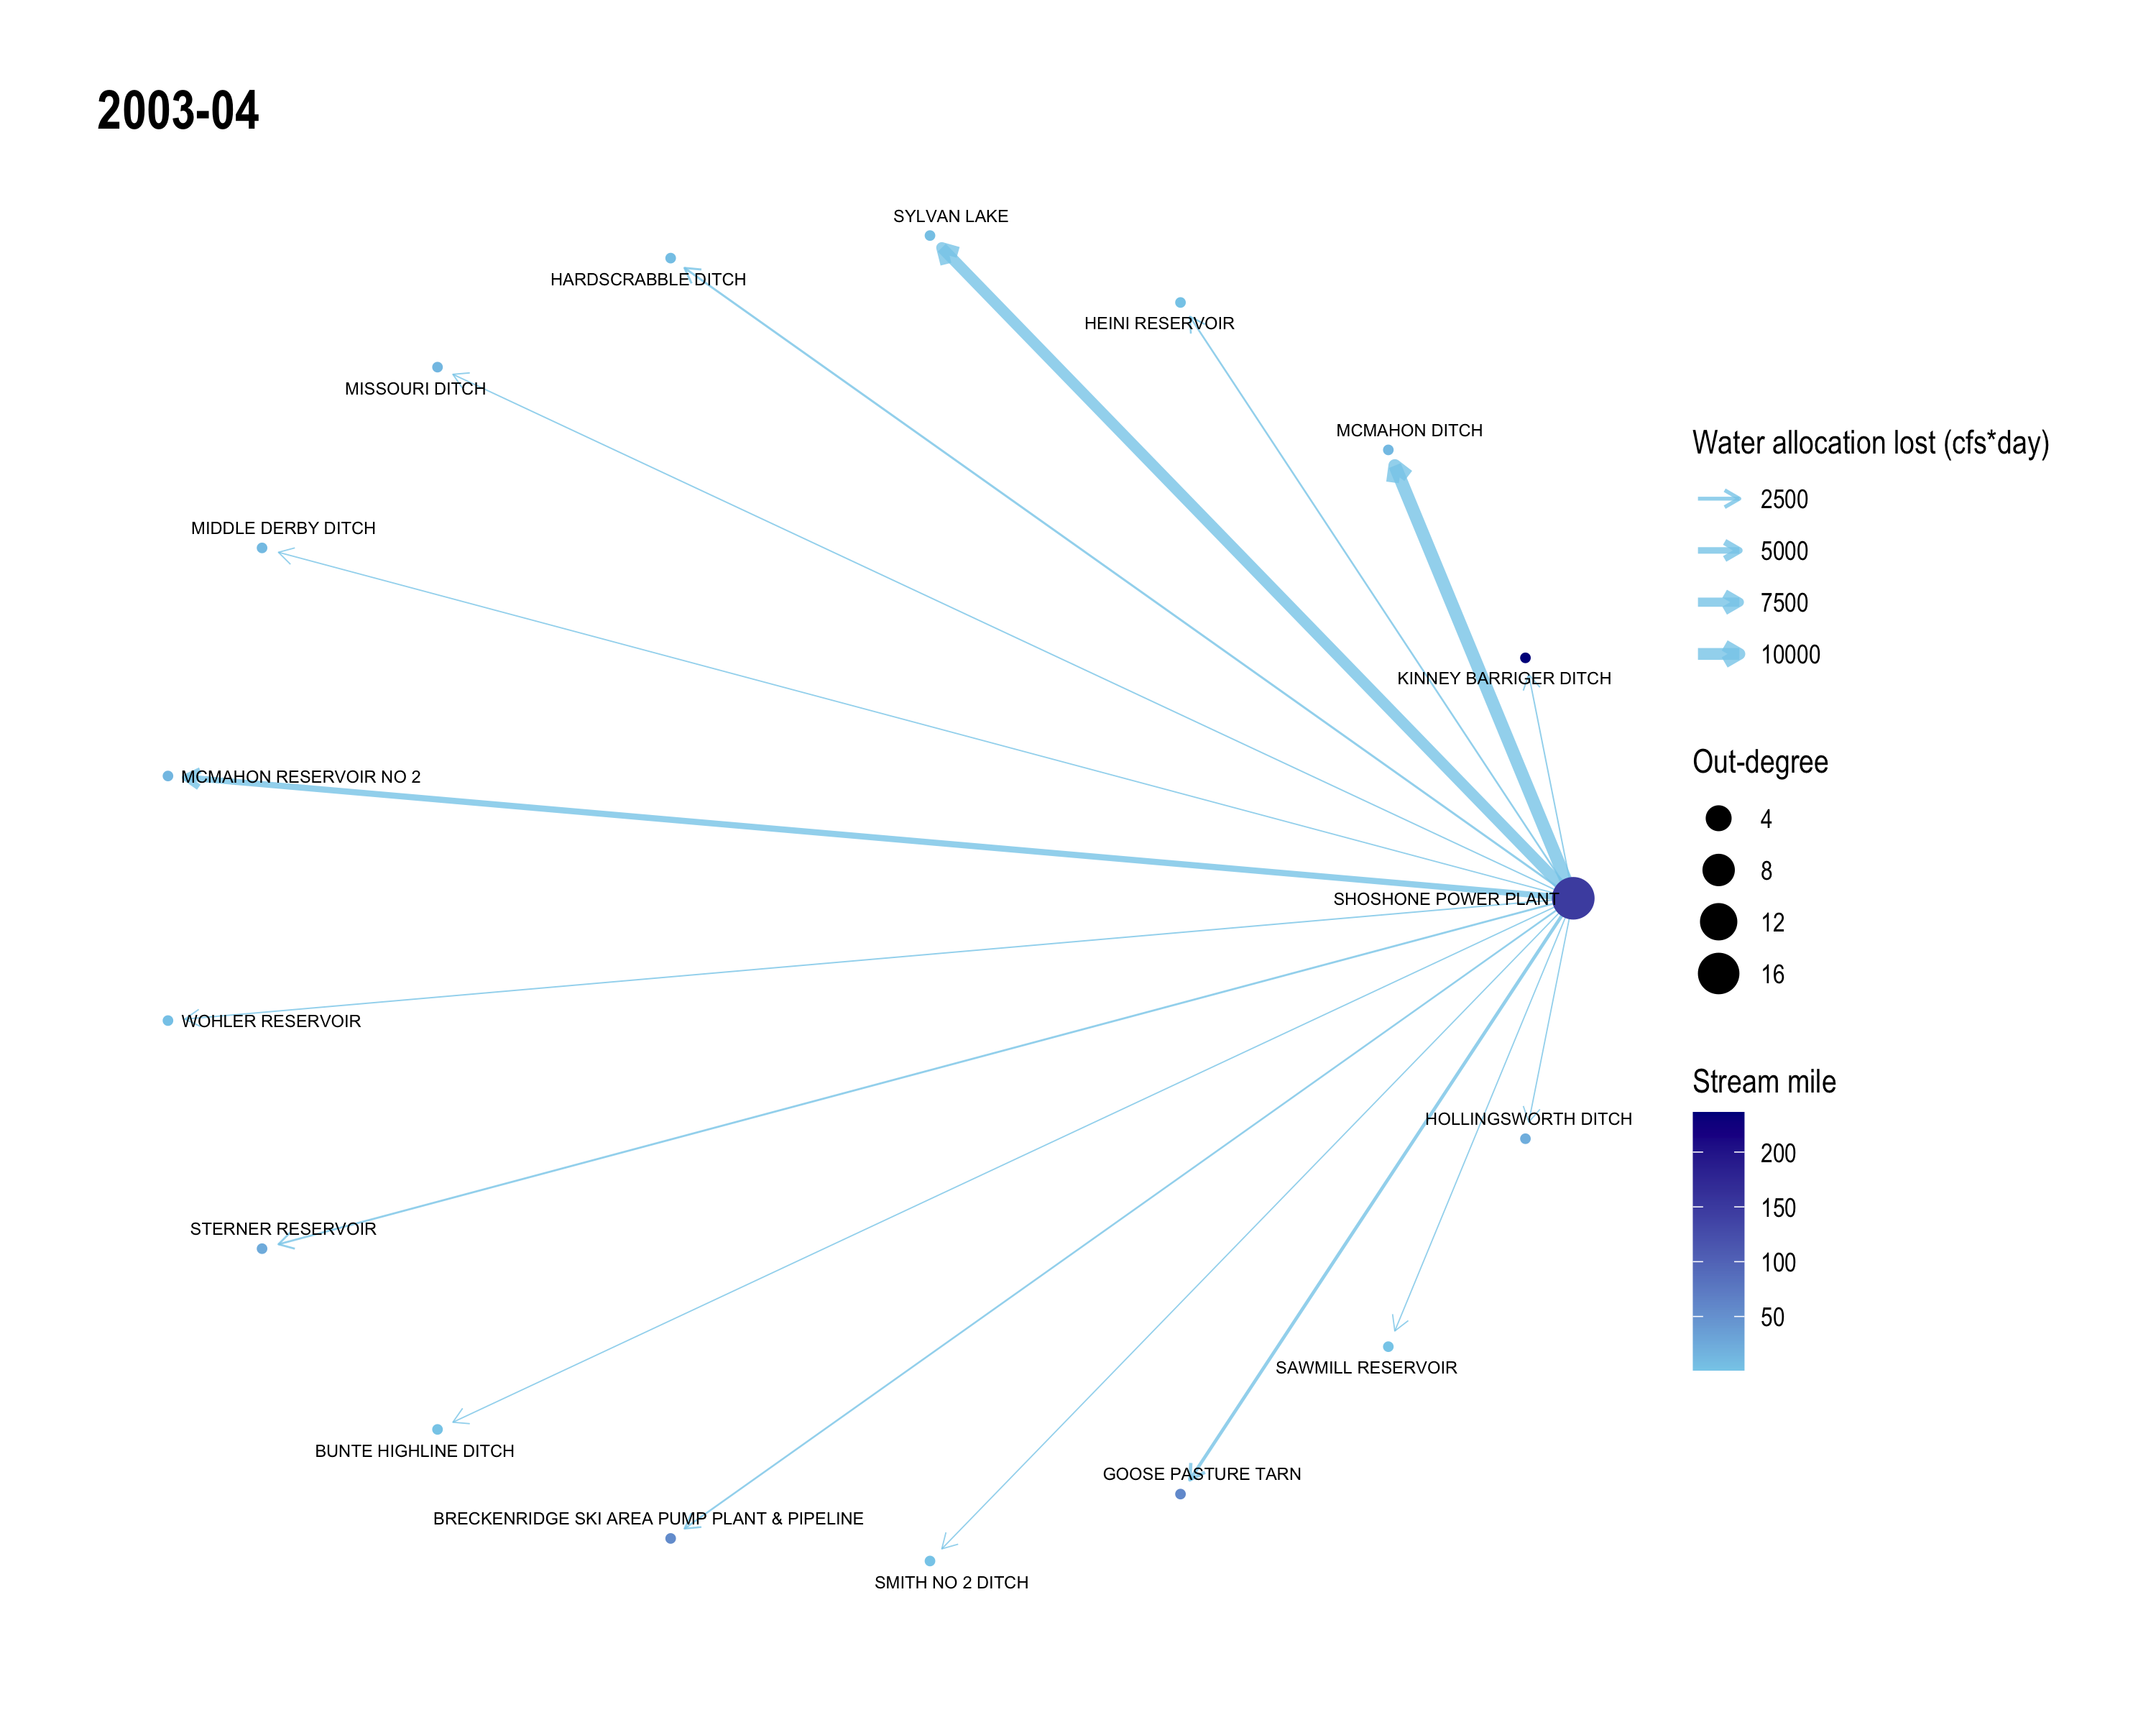 2003-04
SYLVAN LAKE
HARDSCRABBLE DITCH
HEINI RESERVOIR
MISSOURI DITCH
MCMAHON DITCH
MIDDLE DERBY DITCH
KINNEY BARRIGER DITCH
MCMAHON RESERVOIR NO 2
SHOSHONE POWER PLANT
WOHLER RESERVOIR
HOLLINGSWORTH DITCH
STERNER RESERVOIR
SAWMILL RESERVOIR
BUNTE HIGHLINE DITCH
GOOSE PASTURE TARN
BRECKENRIDGE SKI AREA PUMP PLANT & PIPELINE
SMITH NO 2 DITCH
Water allocation lost (cfs*day)
2500
5000
7500
10000
Out-degree
4
8
12
16
Stream mile
200
150
100
50